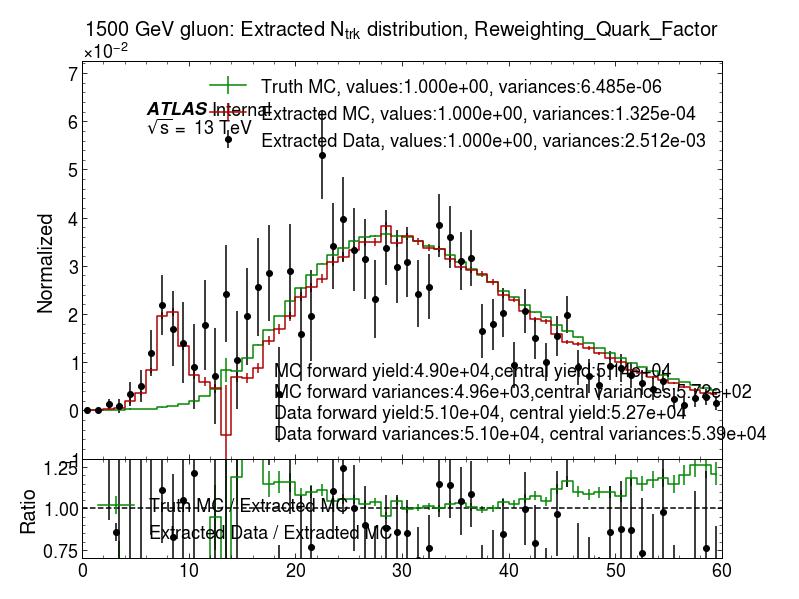 1500 GeV gluon: Extracted Ntrk distribution, Reweighting_Quark_Factor
×10−2
Truth MC, values:1.000e+00, variances:6.485e-06
ATLAS Internal
Extracted MC, values:1.000e+00, variances:1.325e-04
√s = 13 TeV
Extracted Data, values:1.000e+00, variances:2.512e-03
7
6
5
4
3
2
1
0
1
Normalized
MC forward yield:4.90e+04,central yield:5.14e+04
MC forward variances:4.96e+03,central variances:5.72e+02
Data forward yield:5.10e+04, central yield:5.27e+04
Data forward variances:5.10e+04, central variances:5.39e+04
1.25
1.00
0.75
Ratio
Truth MC / Extracted MC
Extracted Data / Extracted MC
0 10 20 30 40 50 60